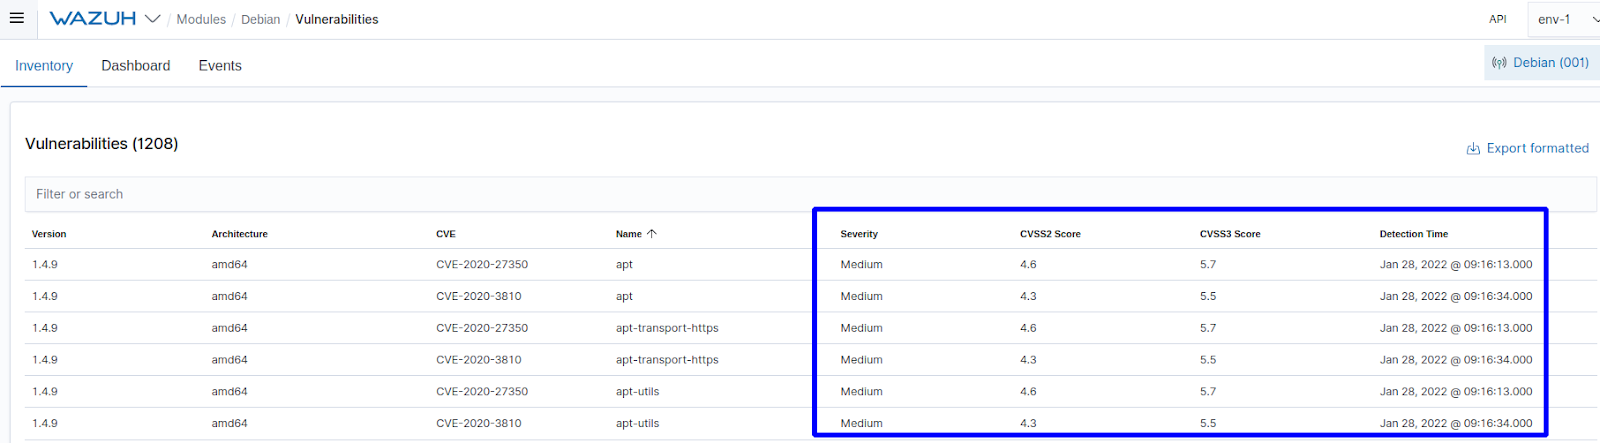 WAZUH / Modules / Debian / Vulnerabilities API env-1
Inventory Dashboard Events Debian (001)
Vulnerabilities (1208)
Export formatted
Filter or search
Version Architecture CVE Name Severity CVSS2 Score CVSS3 Score Detection Time
1.4.9 amd64 CVE-2020-27350 apt Medium 4.6 5.7 Jan 28, 2022 @ 09:16:13.000
1.4.9 amd64 CVE-2020-3810 apt Medium 4.3 5.5 Jan 28, 2022 @ 09:16:34.000
1.4.9 amd64 CVE-2020-27350 apt-transport-https Medium 4.6 5.7 Jan 28, 2022 @ 09:16:13.000
1.4.9 amd64 CVE-2020-3810 apt-transport-https Medium 4.3 5.5 Jan 28, 2022 @ 09:16:34.000
1.4.9 amd64 CVE-2020-27350 apt-utils Medium 4.6 5.7 Jan 28, 2022 @ 09:16:13.000
1.4.9 amd64 CVE-2020-3810 apt-utils Medium 4.3 5.5 Jan 28, 2022 @ 09:16:34.000